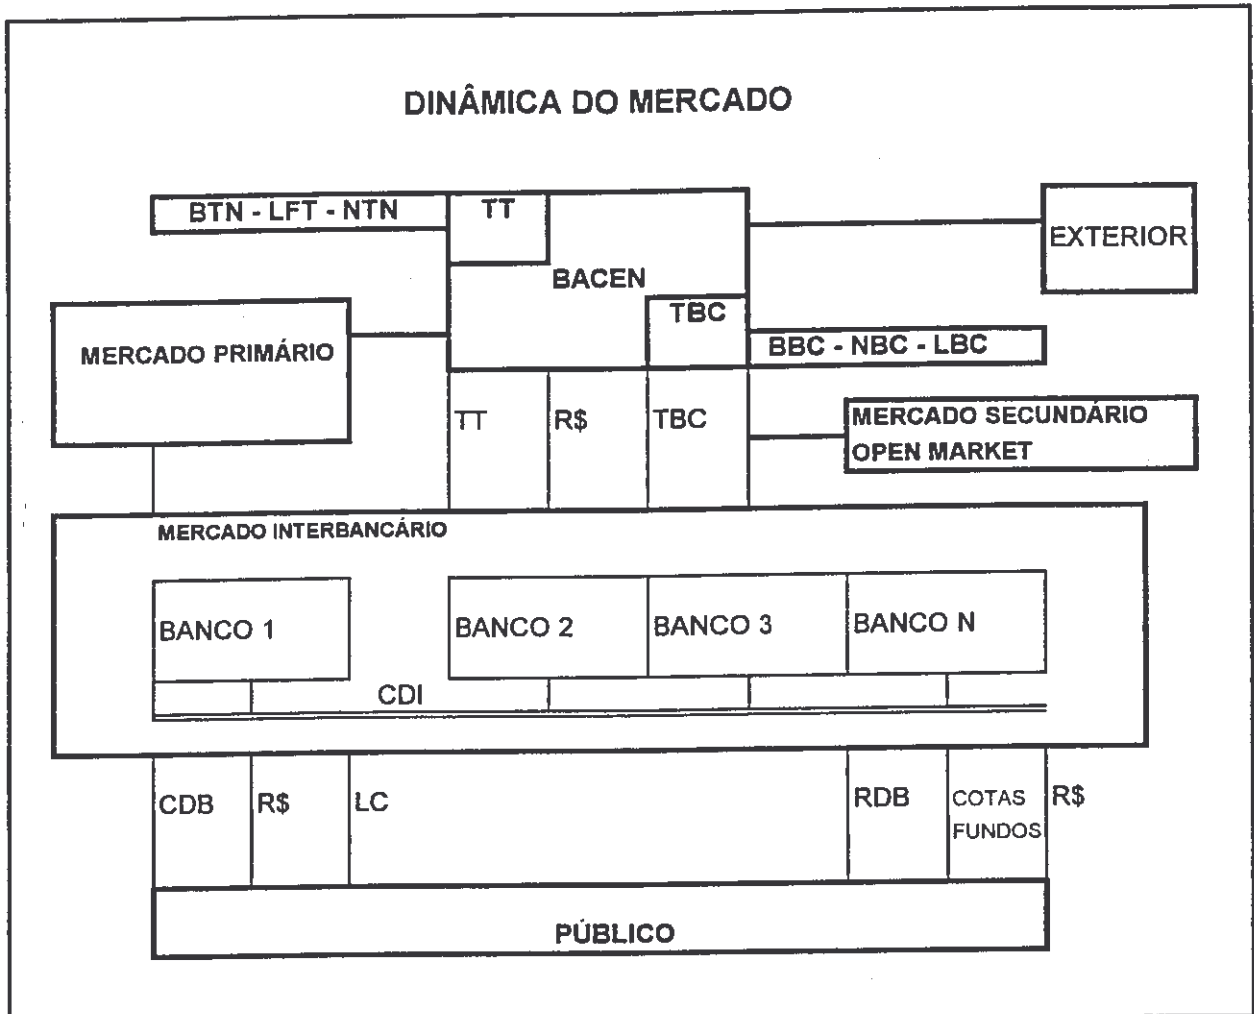 DINÂMICA DO MERCADO
BTN - LFT - NTN
TT
BACEN
EXTERIOR
TBC
MERCADO PRIMÁRIO
BBC - NBC - LBC
TT
R$
TBC
MERCADO SECUNDÁRIO
OPEN MARKET
MERCADO INTERBANCÁRIO
BANCO 1
BANCO 2
BANCO 3
BANCO N
CDI
CDB
R$
LC
RDB
COTAS
FUNDOS
R$
PÚBLICO